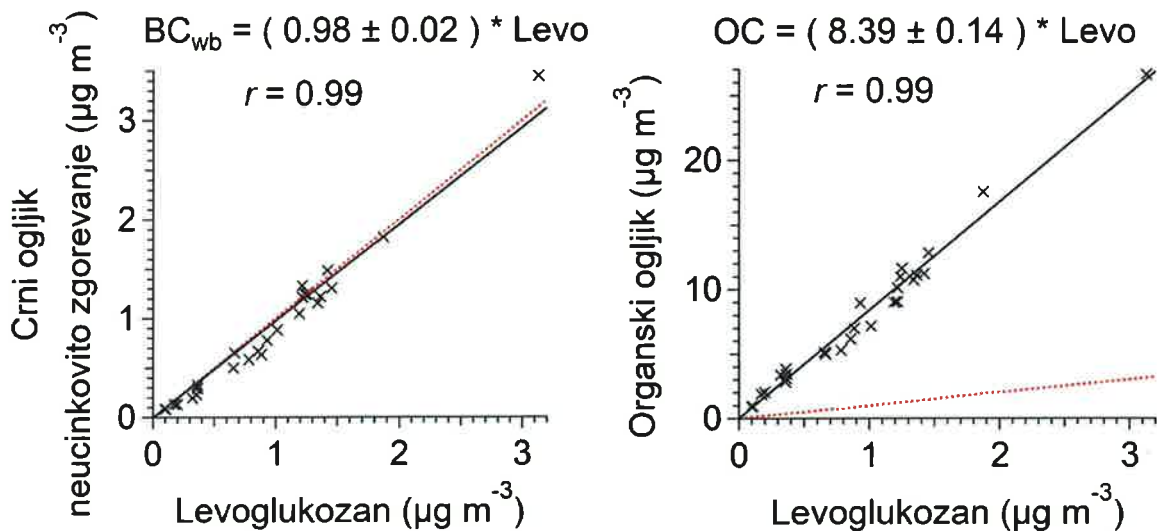 BC_wb = ( 0.98 ± 0.02 ) * Levo
r = 0.99
Crni ogljik
neucinkovito zgorevanje (µg m⁻³)
3
2
1
0
0 1 2 3
Levoglukozan (µg m⁻³)
OC = ( 8.39 ± 0.14 ) * Levo
r = 0.99
Organski ogljik (µg m⁻³)
20
10
0
0 1 2 3
Levoglukozan (µg m⁻³)